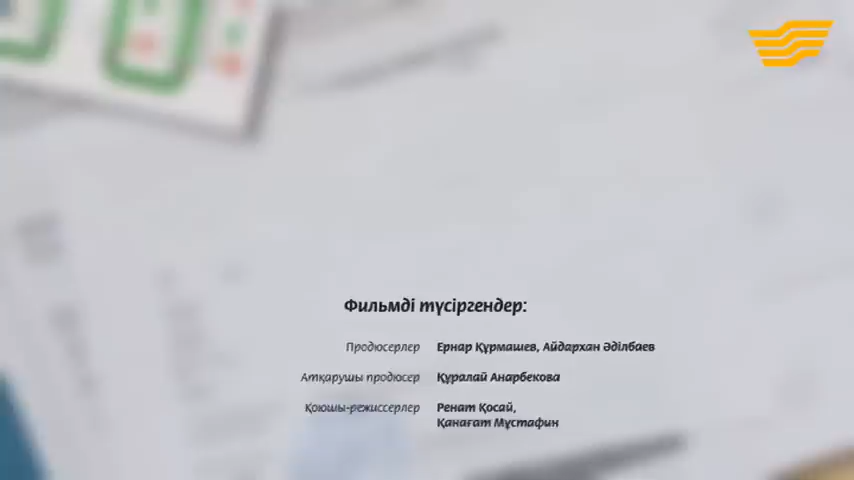 Фильмді түсіргендер:
Продюсерлер Ернар Құрмашев, Айдархан Әділбаев
Атқарушы продюсер Құралай Анарбекова
Қоюшы-режиссерлер Ренат Қосай,
Қанағат Мұстафин